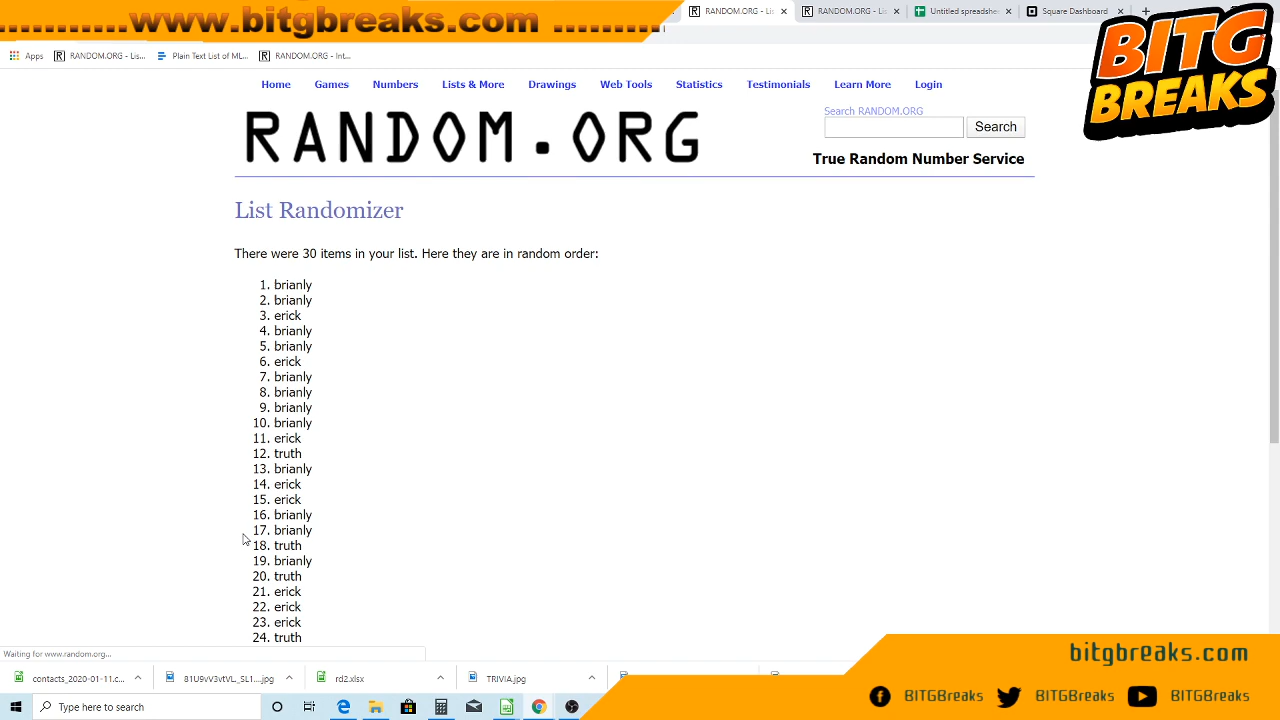 ..........www.bitgbreaks.com ..........
RANDOM.ORG - Lis
RANDOM.ORG - Lis
Untitled spreadshe
Square Dashboard
BITG
BREAKS
Apps
RANDOM.ORG - Lis...
Plain Text List of ML...
RANDOM.ORG - Int...
Home Games Numbers Lists & More Drawings Web Tools Statistics Testimonials Learn More Login
RANDOM.ORG
Search RANDOM.ORG
Search
True Random Number Service
List Randomizer
There were 30 items in your list. Here they are in random order:
1. brianly
2. brianly
3. erick
4. brianly
5. brianly
6. erick
7. brianly
8. brianly
9. brianly
10. brianly
11. erick
12. truth
13. brianly
14. erick
15. erick
16. brianly
17. brianly
18. truth
19. brianly
20. truth
21. erick
22. erick
23. erick
24. truth
Waiting for www.random.org...
contacts_2020-01-11.c...
81U9vV3vtVL._SL1...jpg
rd2.xlsx
TRIVIA.jpg
bitgbreaks.com
Type here to search
BITGBreaks
BITGBreaks
BITGBreaks